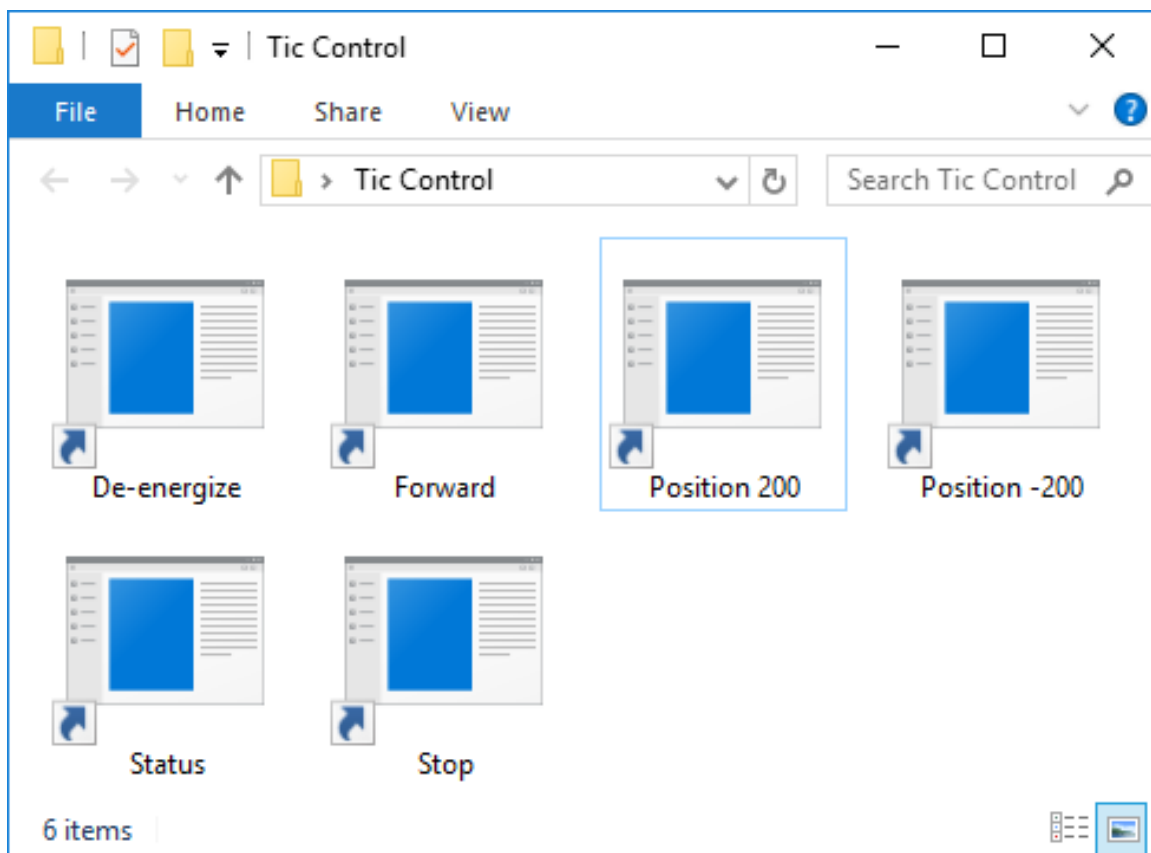 Tic Control
File Home Share View
Tic Control Search Tic Control
De-energize Forward Position 200 Position -200
Status Stop
6 items